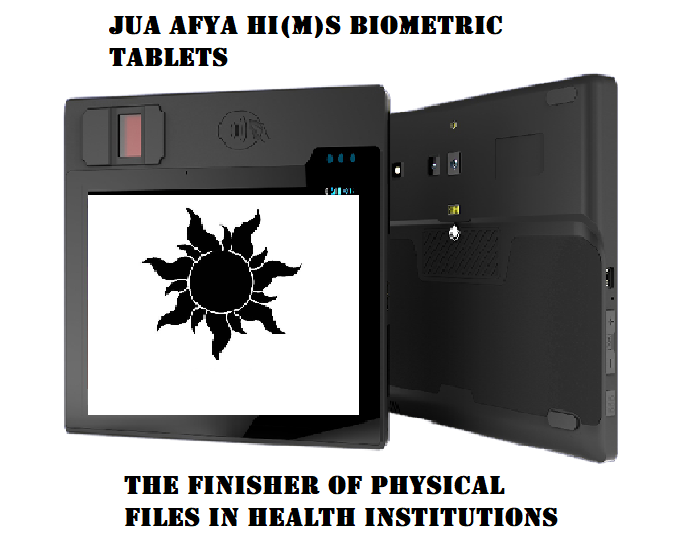 JUA AFYA HI(M)S BIOMETRIC
TABLETS
THE FINISHER OF PHYSICAL
FILES IN HEALTH INSTITUTIONS